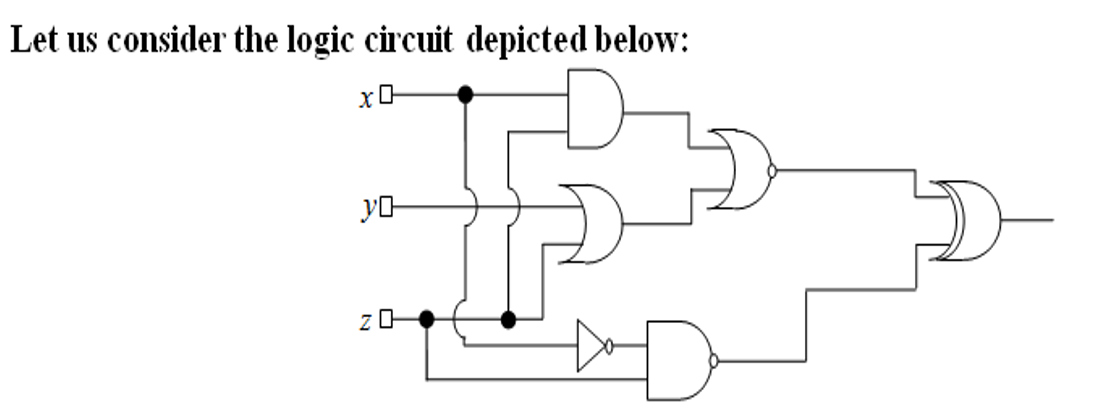 Let us consider the logic circuit depicted below:
x
y
z